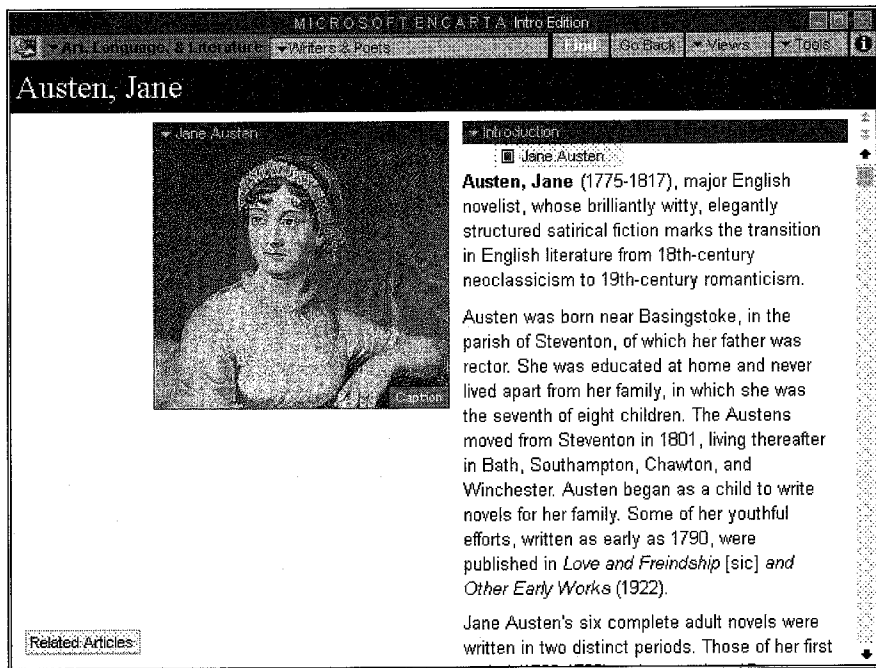 MICROSOFT ENCARTA Intro Edition
Art, Language, & Literature Writers & Poets Find Go Back Views Tools
Austen, Jane
Jane Austen
Caption
Related Articles
Introduction
Jane Austen
Austen, Jane (1775-1817), major English
novelist, whose brilliantly witty, elegantly
structured satirical fiction marks the transition
in English literature from 18th-century
neoclassicism to 19th-century romanticism.
Austen was born near Basingstoke, in the
parish of Steventon, of which her father was
rector. She was educated at home and never
lived apart from her family, in which she was
the seventh of eight children. The Austens
moved from Steventon in 1801, living thereafter
in Bath, Southampton, Chawton, and
Winchester. Austen began as a child to write
novels for her family. Some of her youthful
efforts, written as early as 1790, were
published in Love and Freindship [sic] and
Other Early Works (1922).
Jane Austen's six complete adult novels were
written in two distinct periods. Those of her first